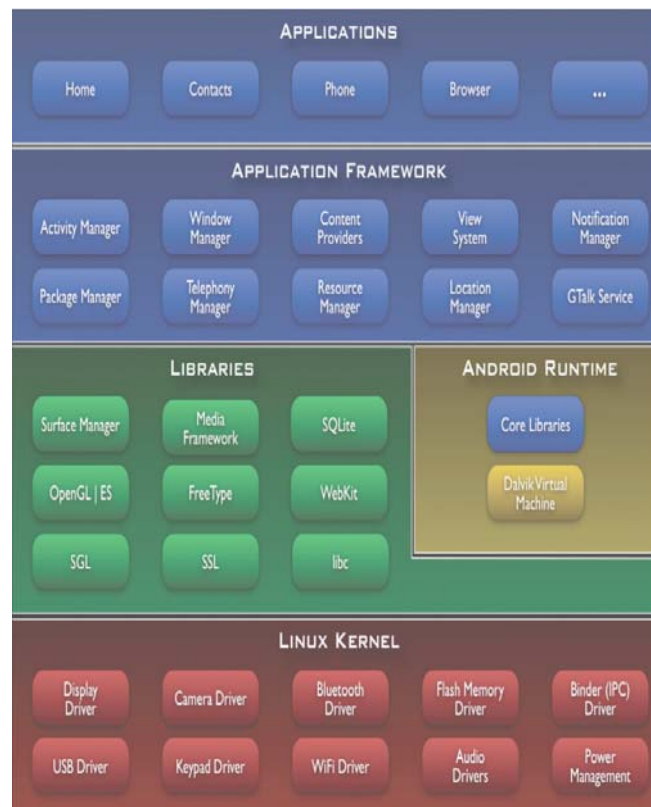 APPLICATIONS
Home
Contacts
Phone
Browser
...
APPLICATION FRAMEWORK
Activity Manager
Window
Manager
Content
Providers
View
System
Notification
Manager
Package Manager
Telephony
Manager
Resource
Manager
Location
Manager
GTalk Service
LIBRARIES
Surface Manager
Media
Framework
SQLite
OpenGL | ES
FreeType
WebKit
SGL
SSL
libc
ANDROID RUNTIME
Core Libraries
Dalvik Virtual
Machine
LINUX KERNEL
Display
Driver
Camera Driver
Bluetooth
Driver
Flash Memory
Driver
Binder (IPC)
Driver
USB Driver
Keypad Driver
WiFi Driver
Audio
Drivers
Power
Management